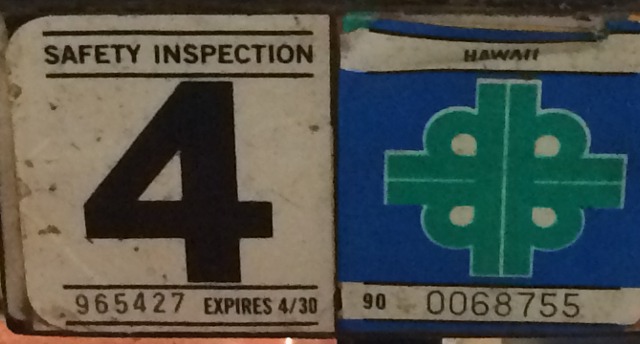 SAFETY INSPECTION
4
965427 EXPIRES 4/30
HAWAII
90 0068755